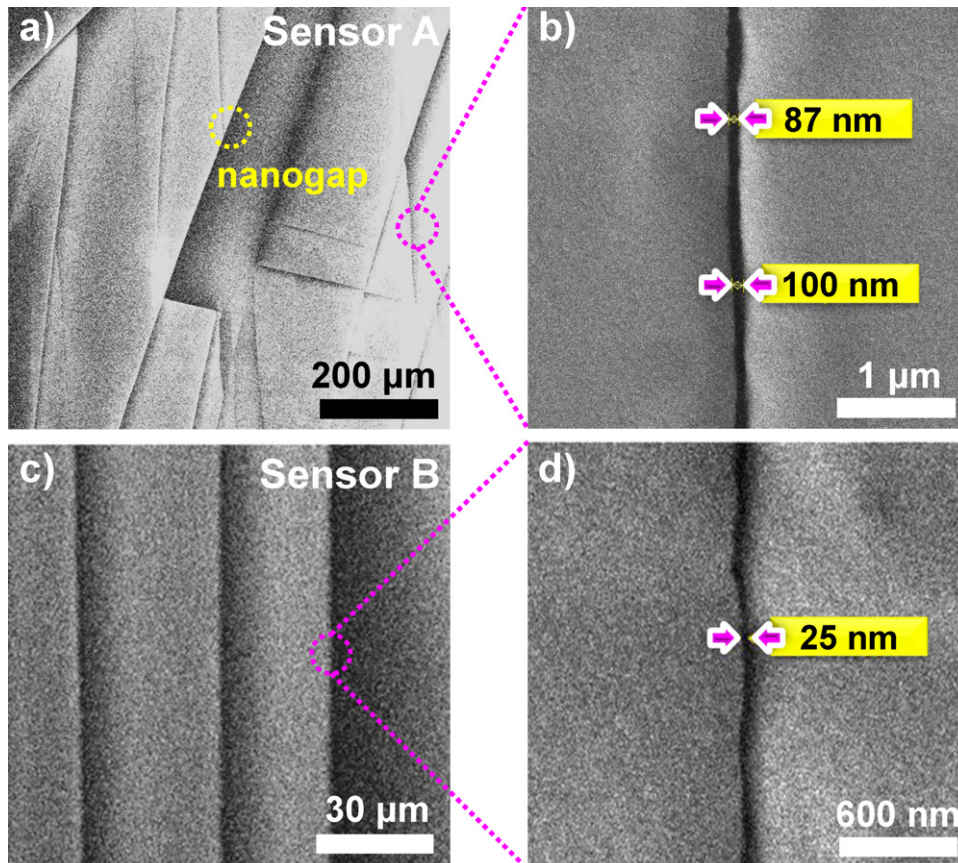 a)
Sensor A
nanogap
200 µm
b)
87 nm
100 nm
1 µm
c)
Sensor B
30 µm
d)
25 nm
600 nm